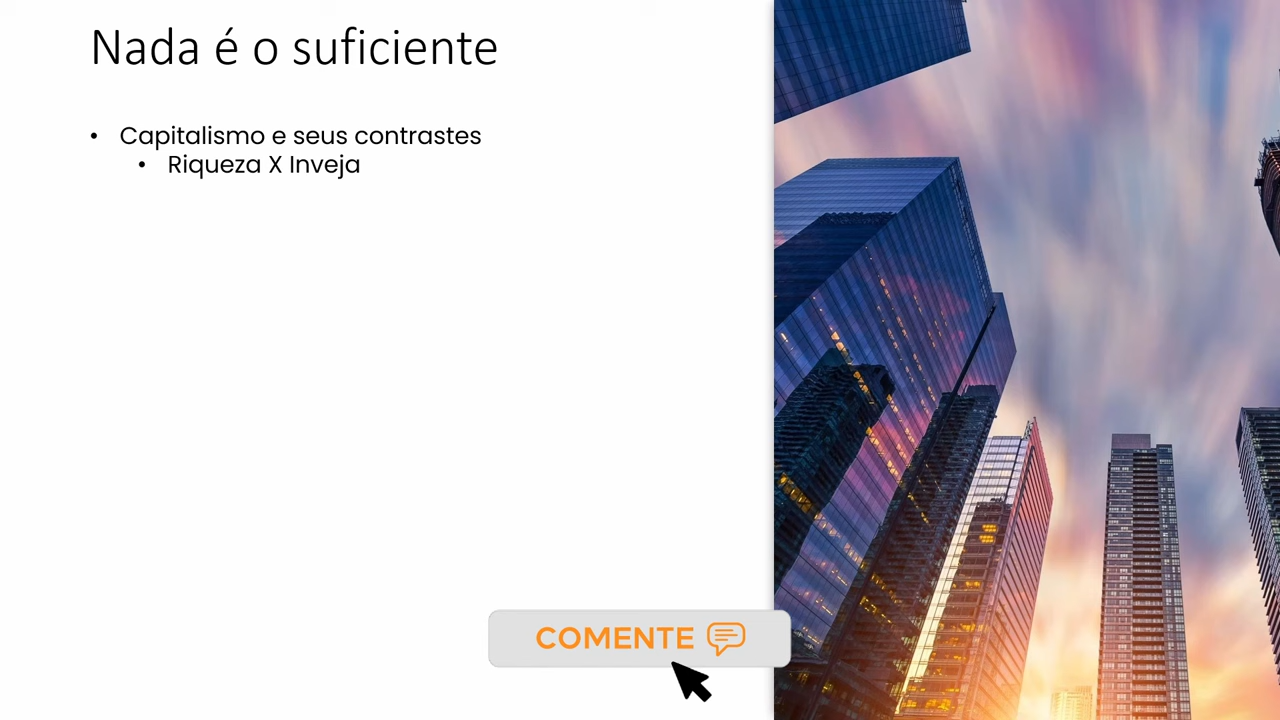 Nada é o suficiente
• Capitalismo e seus contrastes
• Riqueza X Inveja
COMENTE